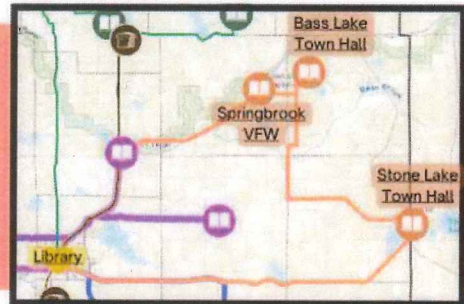 Bass Lake
Town Hall
Springbrook
VFW
Stone Lake
Town Hall
Library